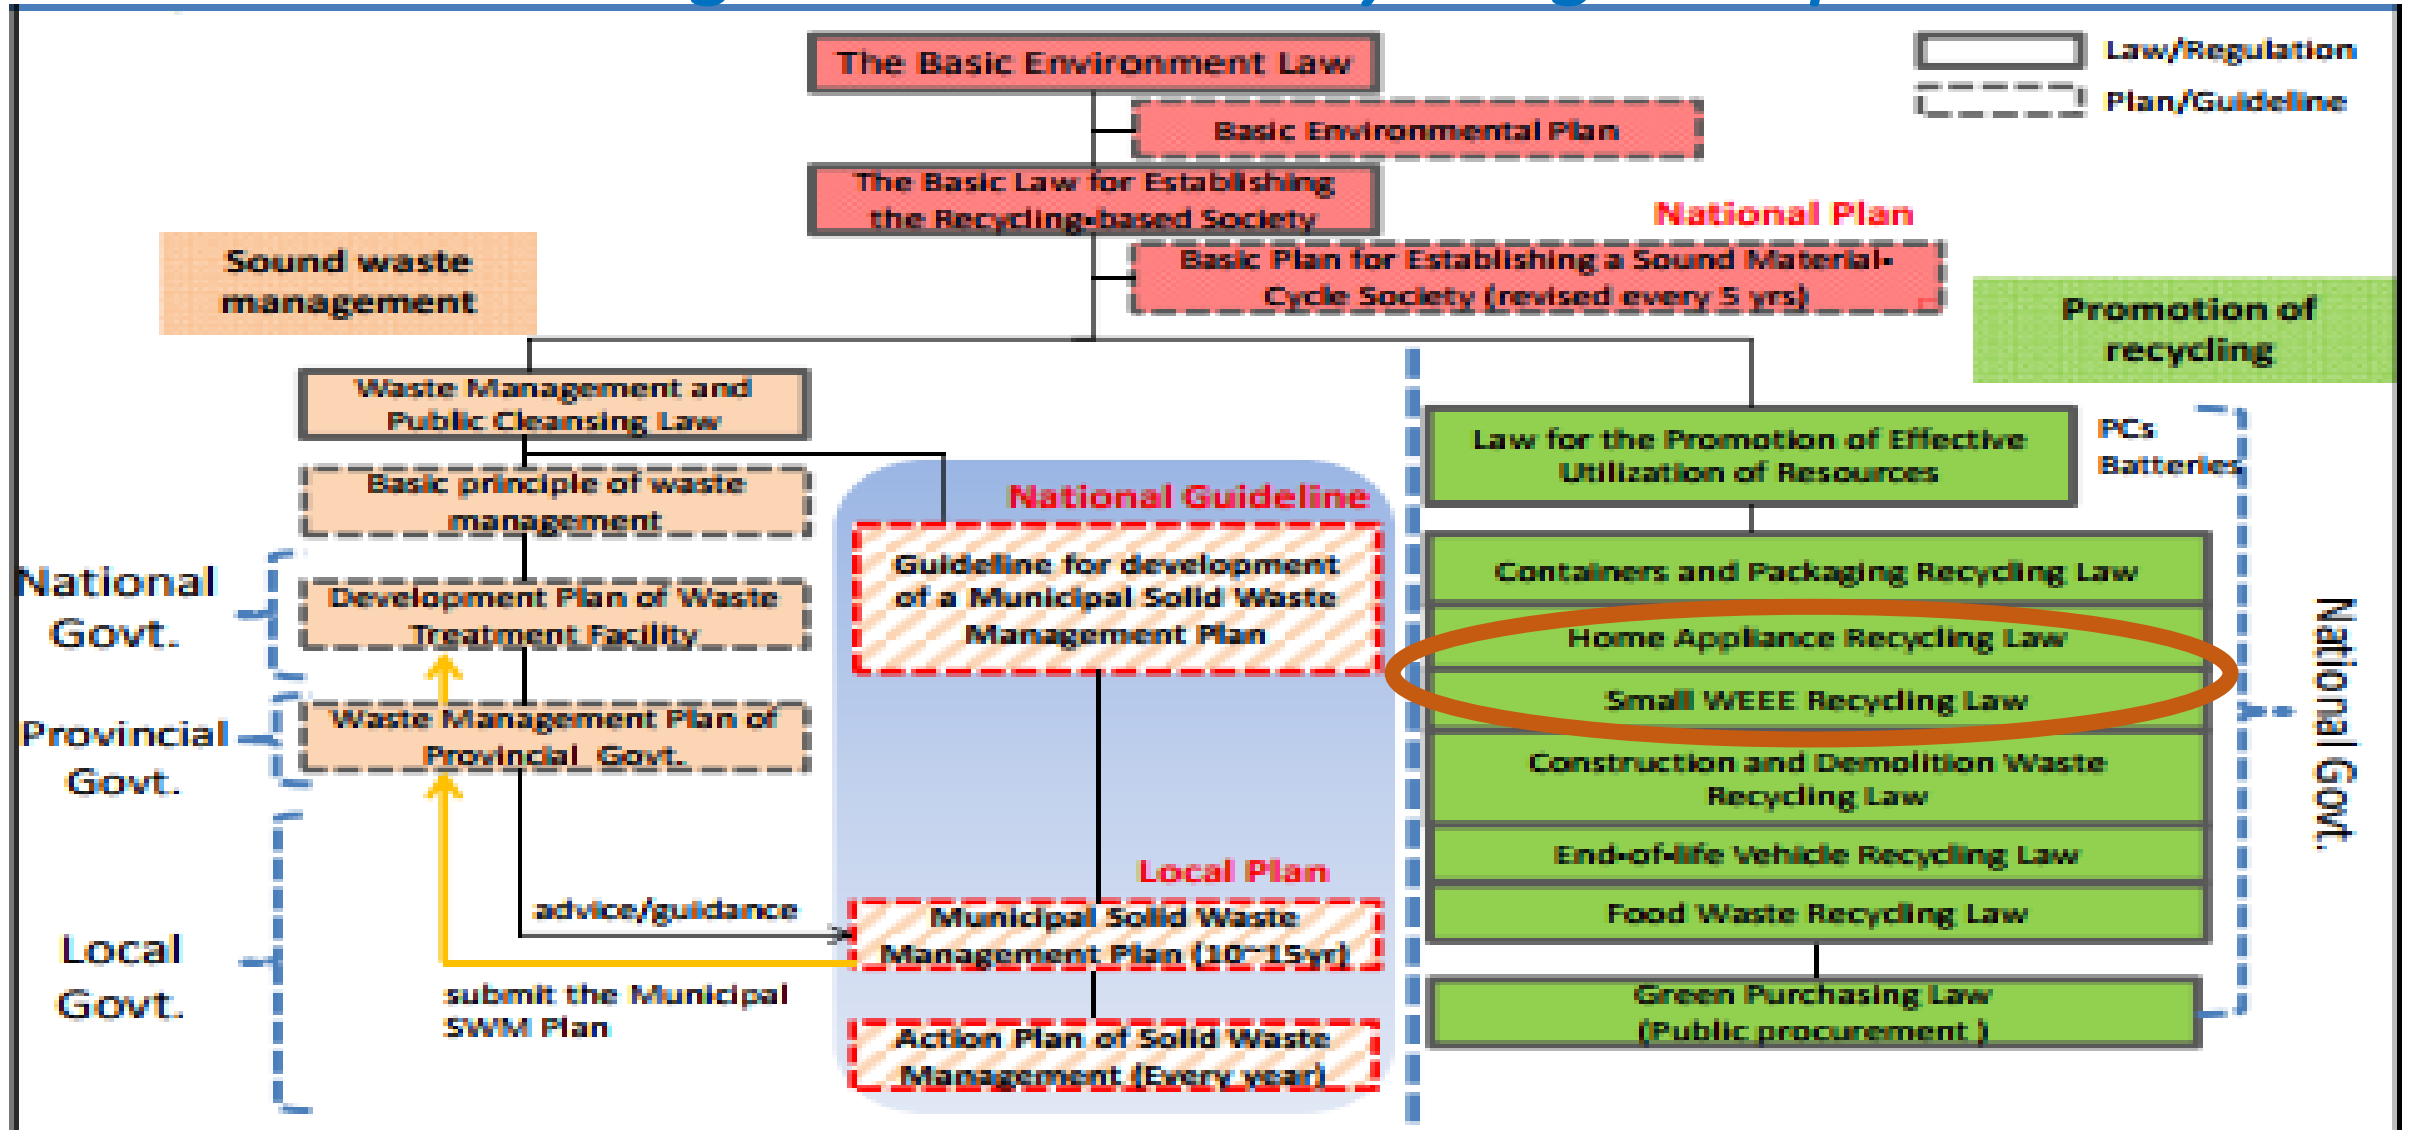 The Basic Environment Law
Law/Regulation
Plan/Guideline
Basic Environmental Plan
The Basic Law for Establishing
the Recycling-based Society
National Plan
Basic Plan for Establishing a Sound Material-
Cycle Society (revised every 5 yrs)
Sound waste
management
Promotion of
recycling
Waste Management and
Public Cleansing Law
Basic principle of waste
management
National
Govt.
Development Plan of Waste
Treatment Facility
Provincial
Govt.
Waste Management Plan of
Provincial Govt.
Local
Govt.
advice/guidance
submit the Municipal
SWM Plan
National Guideline
Guideline for development
of a Municipal Solid Waste
Management Plan
Local Plan
Municipal Solid Waste
Management Plan (10~15yr)
Action Plan of Solid Waste
Management (Every year)
Law for the Promotion of Effective
Utilization of Resources
PCs
Batteries
Containers and Packaging Recycling Law
Home Appliance Recycling Law
Small WEEE Recycling Law
Construction and Demolition Waste
Recycling Law
End-of-life Vehicle Recycling Law
Food Waste Recycling Law
Green Purchasing Law
(Public procurement )
National Govt.